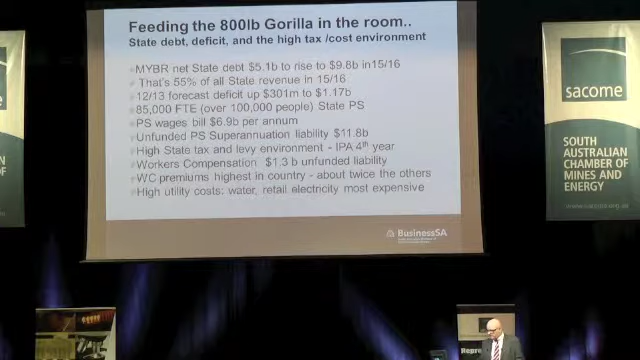 Feeding the 800lb Gorilla in the room..
State debt, deficit, and the high tax /cost environment
MYBR net State debt $5.1b to rise to $9.8b in15/16
That's 55% of all State revenue in 15/16
12/13 forecast deficit up $301m to $1.17b
85,000 FTE (over 100,000 people) State PS
PS wages bill $6.9b per annum
Unfunded PS Superannuation liability $11.8b
High State tax and levy environment - IPA 4th year
Workers Compensation $1.3 b unfunded liability
WC premiums highest in country - about twice the others
High utility costs: water, retail electricity most expensive
BusinessSA
sacome
SOUTH
AUSTRALIAN
CHAMBER OF
MINES AND
ENERGY
Repre